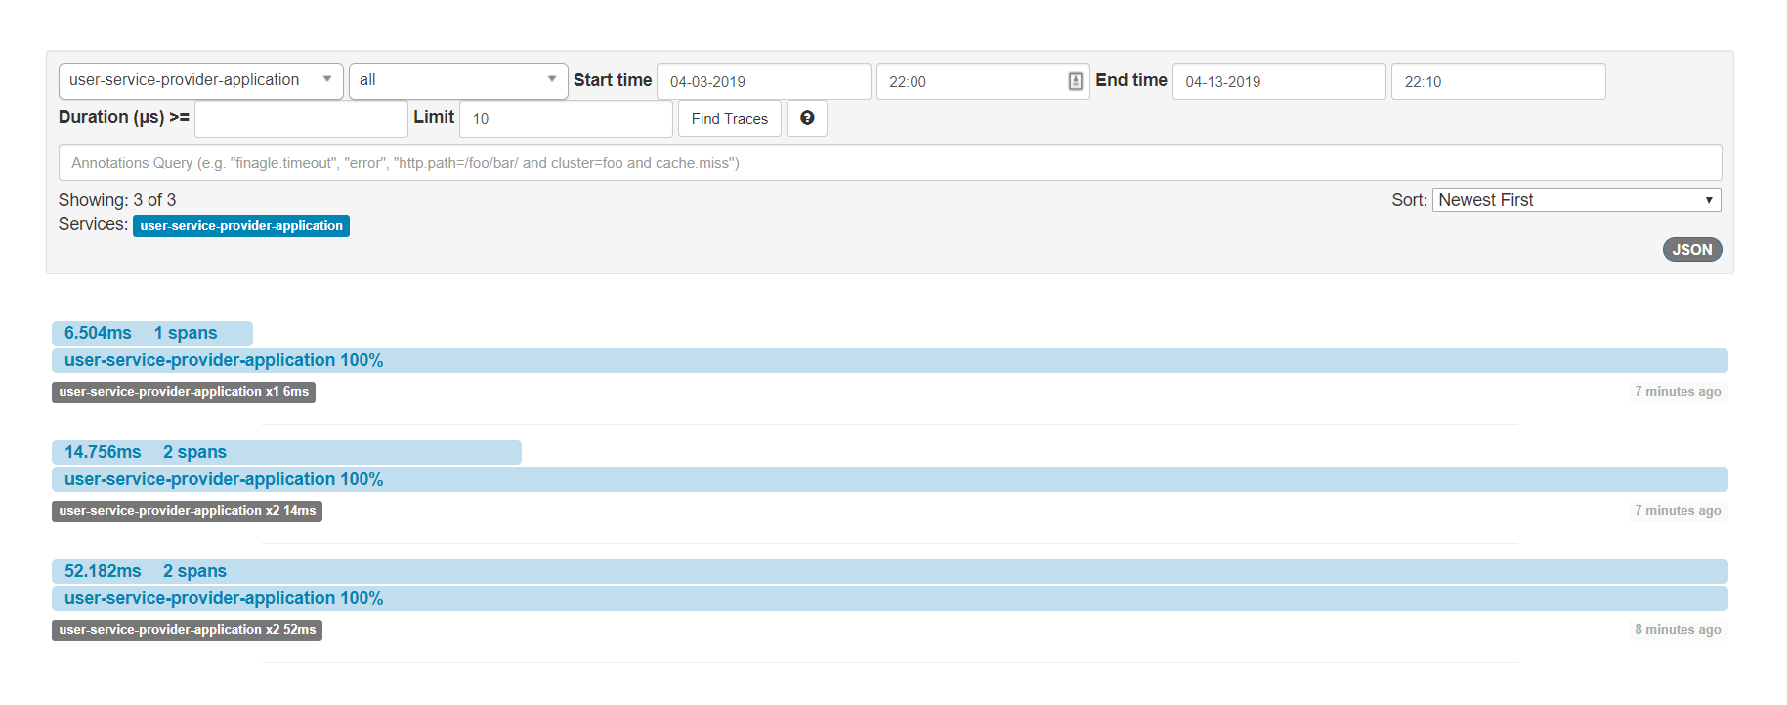 user-service-provider-application all Start time 04-03-2019 22:00 End time 04-13-2019 22:10
Duration (µs) >= Limit 10 Find Traces ?
Annotations Query (e.g. "finagle.timeout", "error", "http.path=/foo/bar/ and cluster=foo and cache.miss")
Showing: 3 of 3 Sort: Newest First
Services: user-service-provider-application
JSON
6.504ms 1 spans
user-service-provider-application 100%
user-service-provider-application x1 6ms 7 minutes ago
14.756ms 2 spans
user-service-provider-application 100%
user-service-provider-application x2 14ms 7 minutes ago
52.182ms 2 spans
user-service-provider-application 100%
user-service-provider-application x2 52ms 8 minutes ago